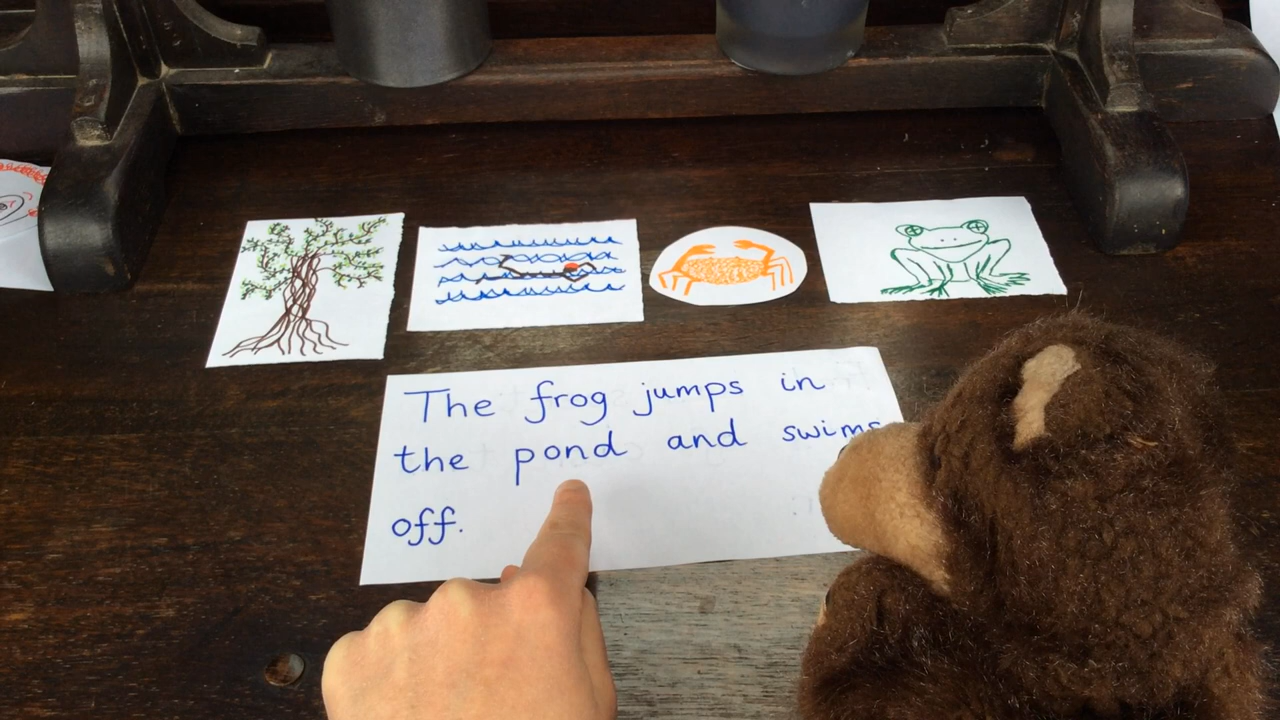 The frog jumps in
the pond and swims
off.